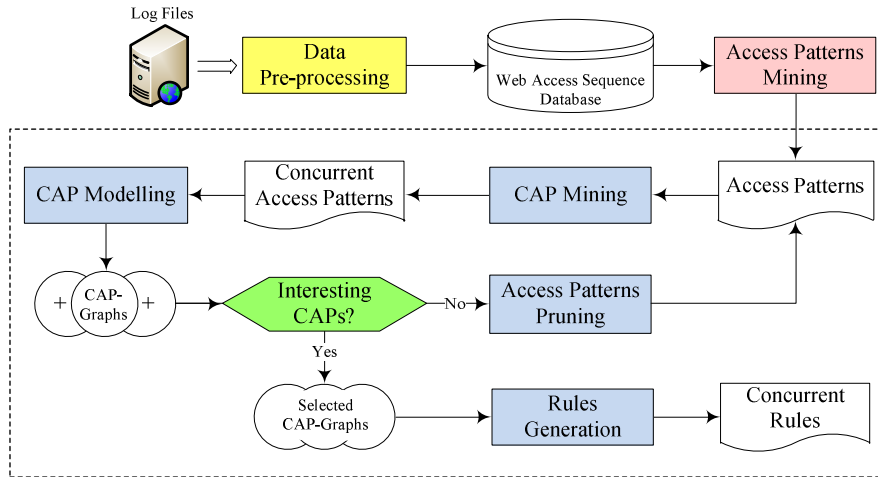 Log Files
Data
Pre-processing
Web Access Sequence
Database
Access Patterns
Mining
CAP Modelling
Concurrent
Access Patterns
CAP Mining
Access Patterns
+
CAP-
Graphs
+
Interesting
CAPs?
No
Access Patterns
Pruning
Yes
Selected
CAP-Graphs
Rules
Generation
Concurrent
Rules